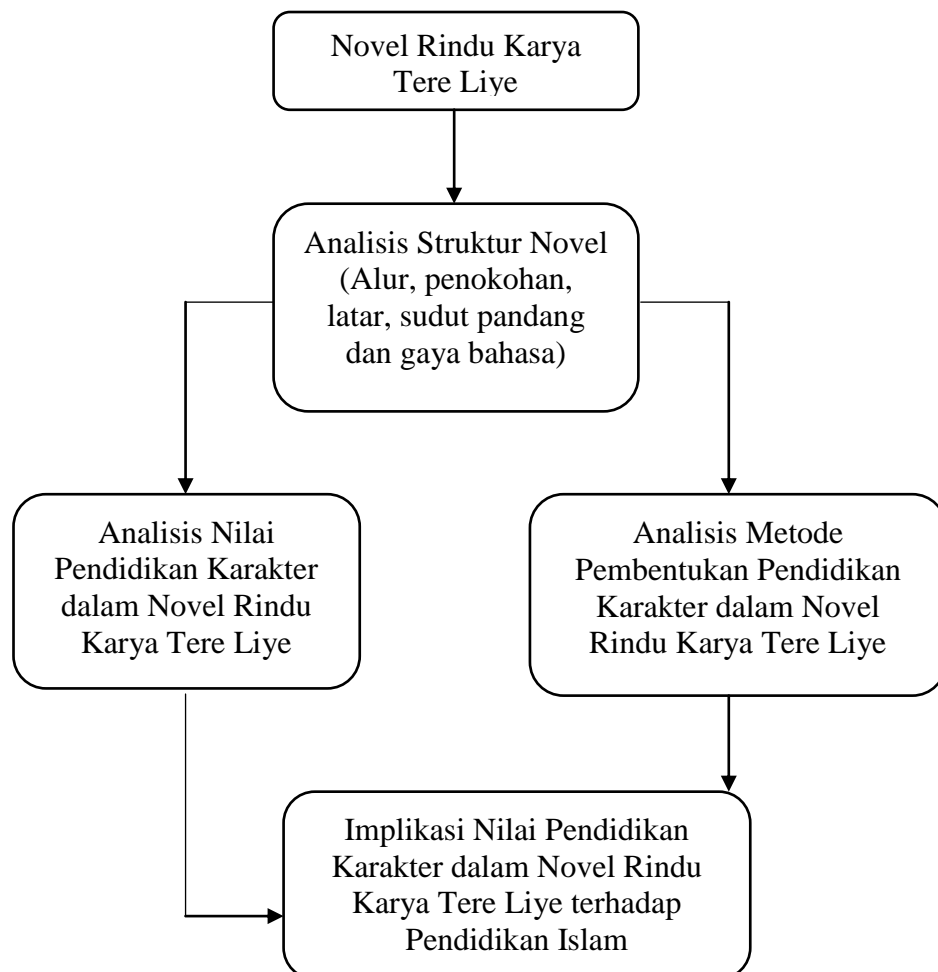 Novel Rindu Karya
Tere Liye
Analisis Struktur Novel
(Alur, penokohan,
latar, sudut pandang
dan gaya bahasa)
Analisis Nilai
Pendidikan Karakter
dalam Novel Rindu
Karya Tere Liye
Analisis Metode
Pembentukan Pendidikan
Karakter dalam Novel
Rindu Karya Tere Liye
Implikasi Nilai Pendidikan
Karakter dalam Novel Rindu
Karya Tere Liye terhadap
Pendidikan Islam